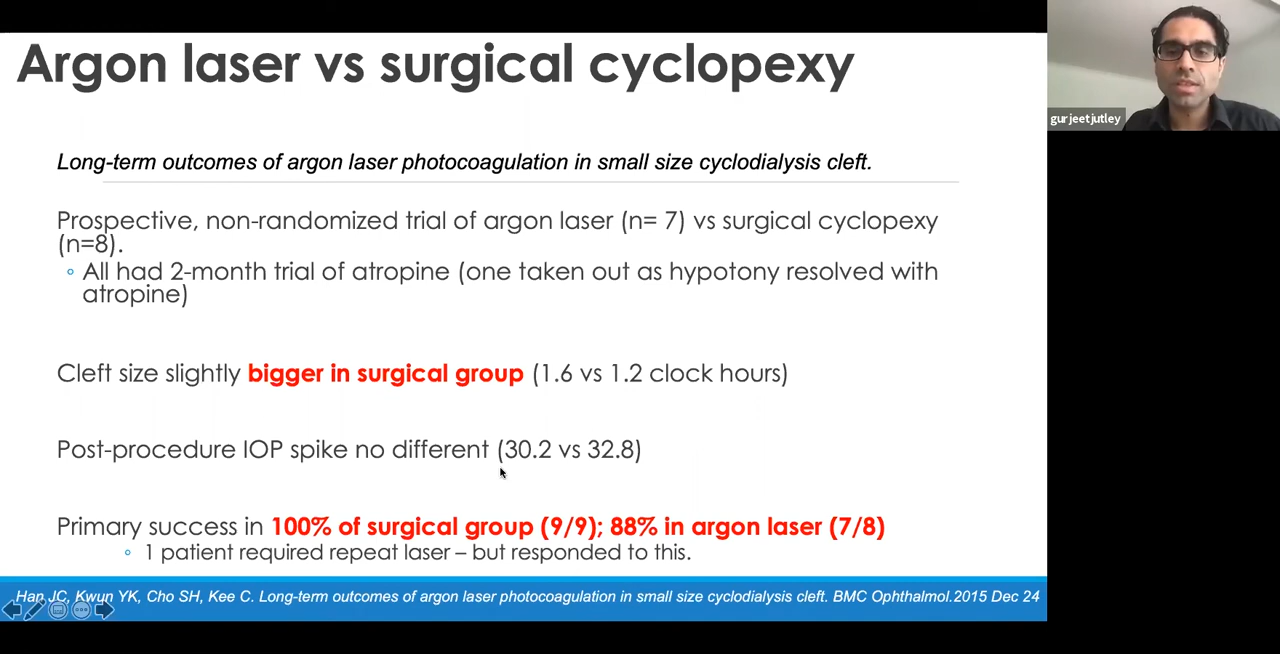 Argon laser vs surgical cyclopexy
gurjeetjutley
Long-term outcomes of argon laser photocoagulation in small size cyclodialysis cleft.
Prospective, non-randomized trial of argon laser (n= 7) vs surgical cyclopexy
(n=8).
◦ All had 2-month trial of atropine (one taken out as hypotony resolved with
atropine)
Cleft size slightly bigger in surgical group (1.6 vs 1.2 clock hours)
Post-procedure IOP spike no different (30.2 vs 32.8)
Primary success in 100% of surgical group (9/9); 88% in argon laser (7/8)
◦ 1 patient required repeat laser – but responded to this.
Han JC, Kwun YK, Cho SH, Kee C. Long-term outcomes of argon laser photocoagulation in small size cyclodialysis cleft. BMC Ophthalmol.2015 Dec 24